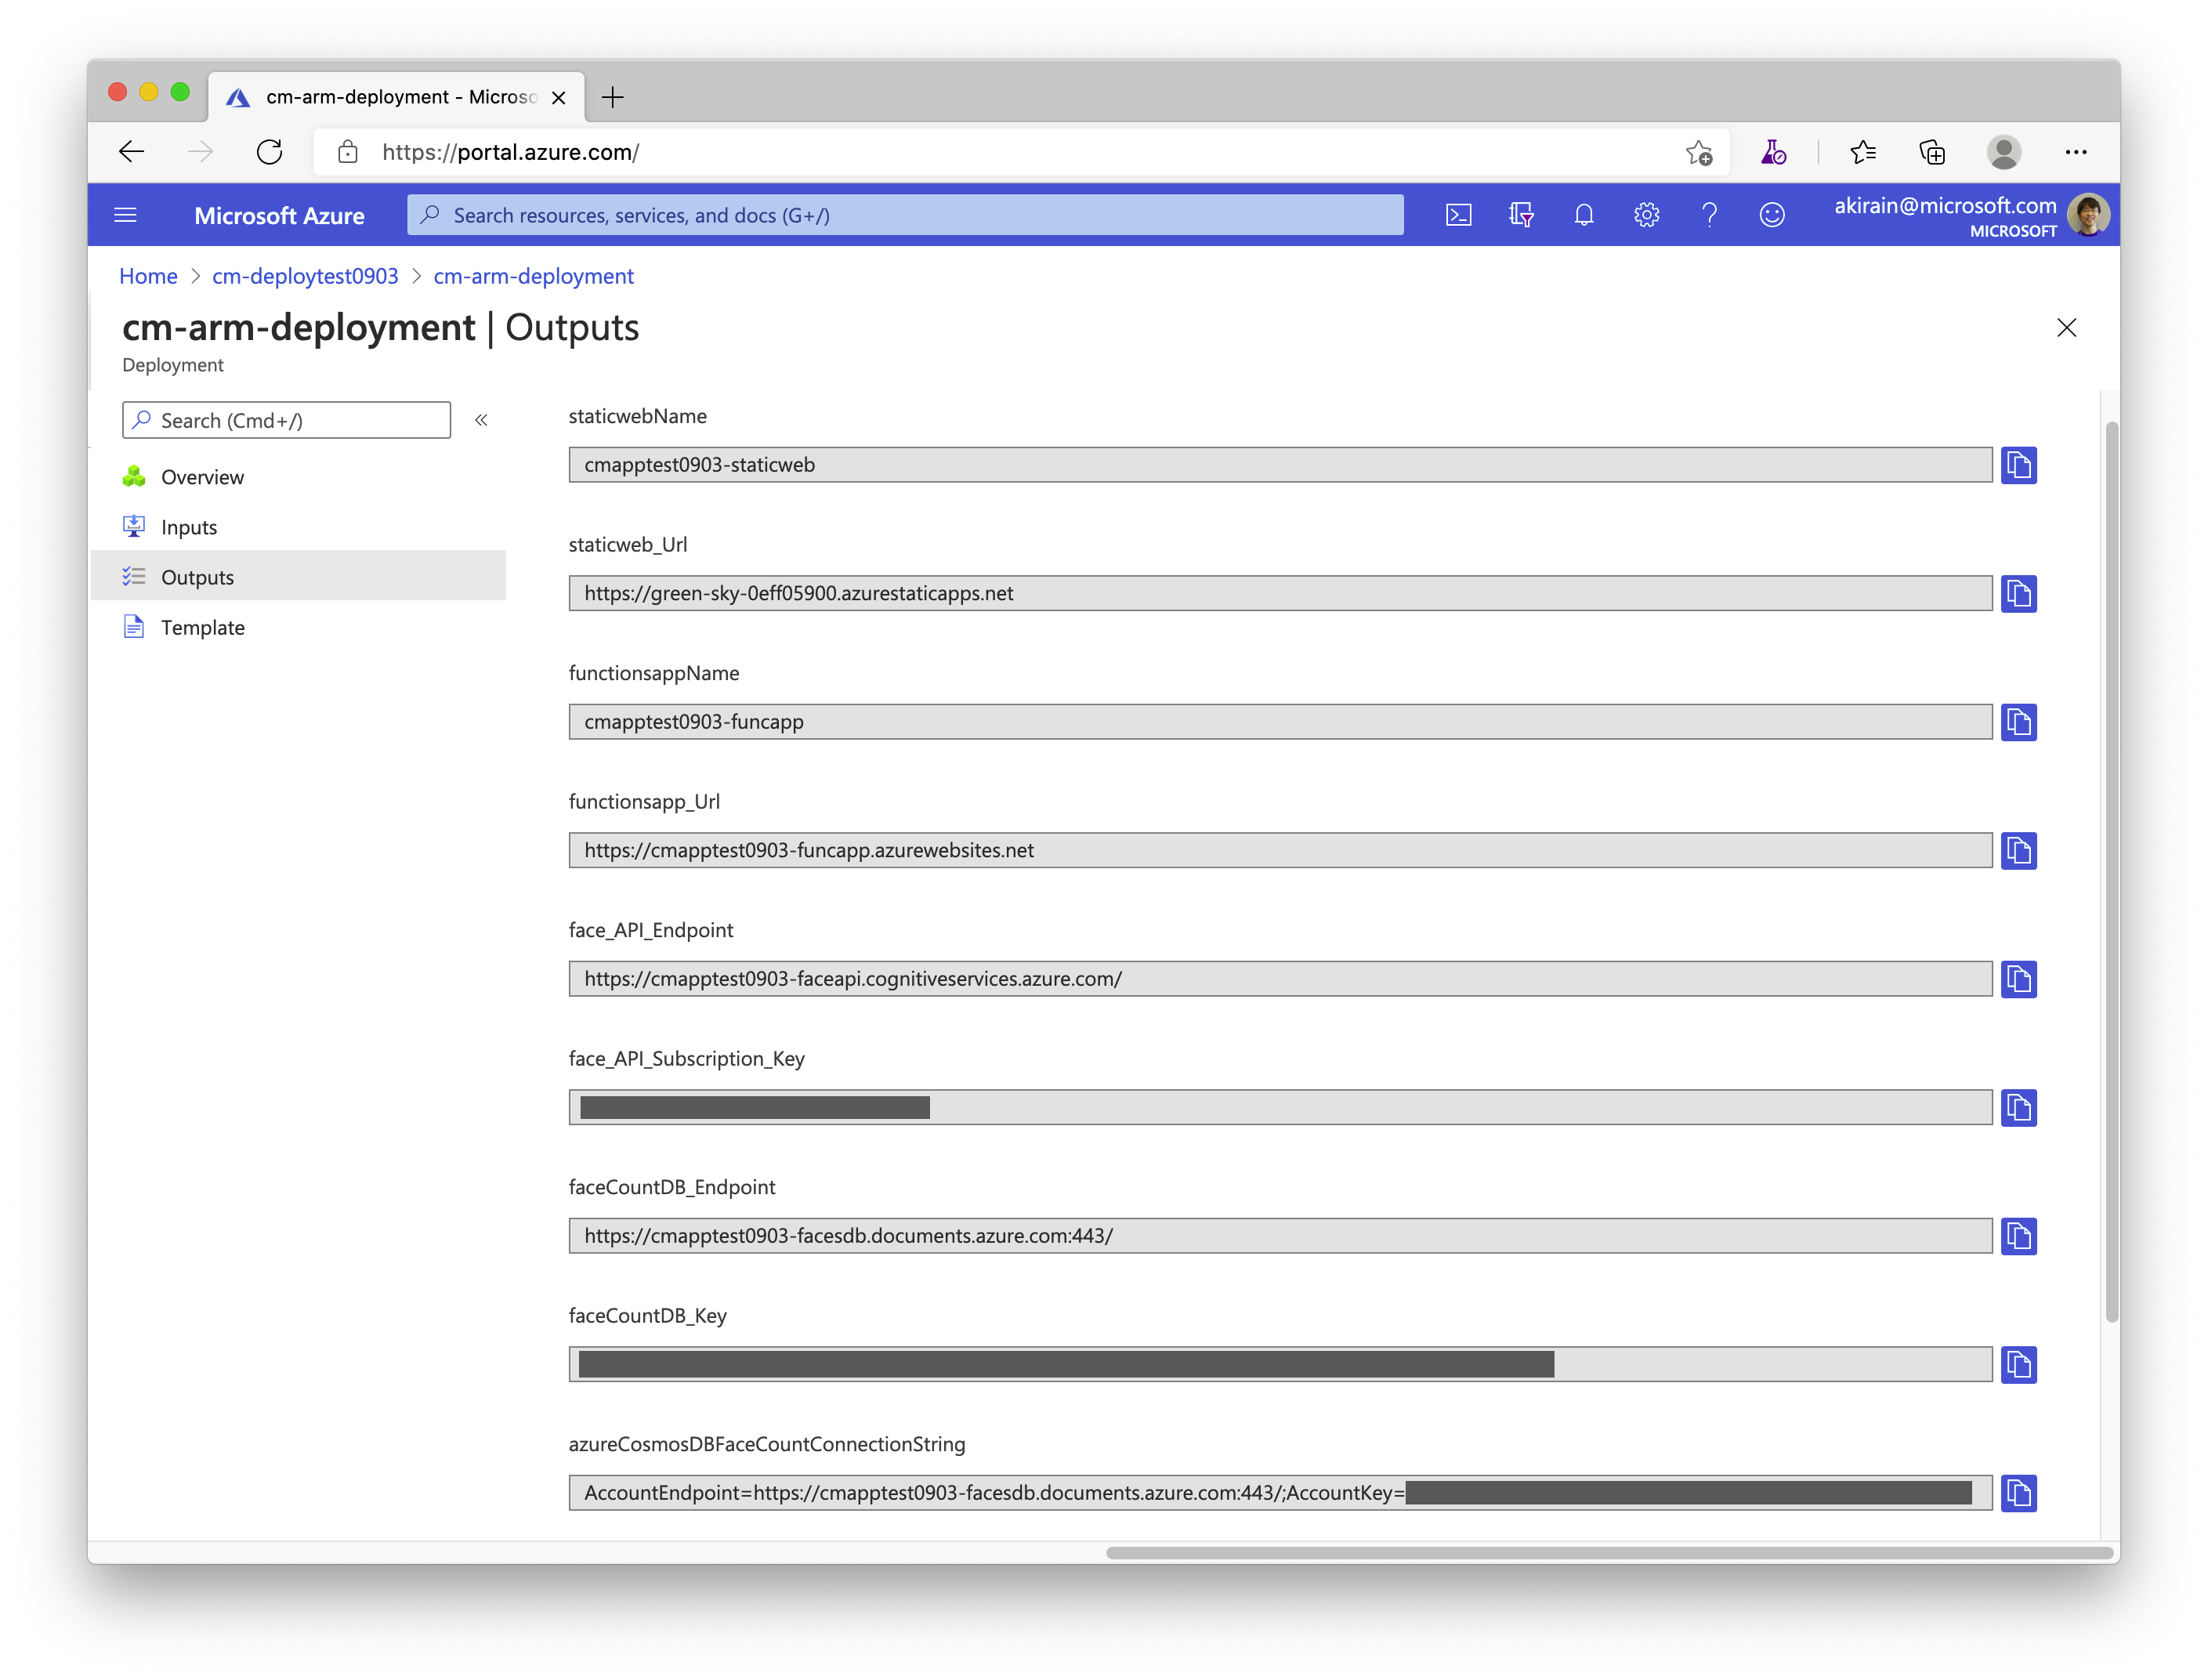 cm-arm-deployment - Microso
https://portal.azure.com/
Microsoft Azure
Search resources, services, and docs (G+/)
akirain@microsoft.com
MICROSOFT
Home > cm-deploytest0903 > cm-arm-deployment
cm-arm-deployment | Outputs
Deployment
Search (Cmd+/)
«
Overview
Inputs
Outputs
Template
staticwebName
cmapptest0903-staticweb
staticweb_Url
https://green-sky-0eff05900.azurestaticapps.net
functionsappName
cmapptest0903-funcapp
functionsapp_Url
https://cmapptest0903-funcapp.azurewebsites.net
face_API_Endpoint
https://cmapptest0903-faceapi.cognitiveservices.azure.com/
face_API_Subscription_Key
faceCountDB_Endpoint
https://cmapptest0903-facesdb.documents.azure.com:443/
faceCountDB_Key
azureCosmosDBFaceCountConnectionString
AccountEndpoint=https://cmapptest0903-facesdb.documents.azure.com:443/;AccountKey=